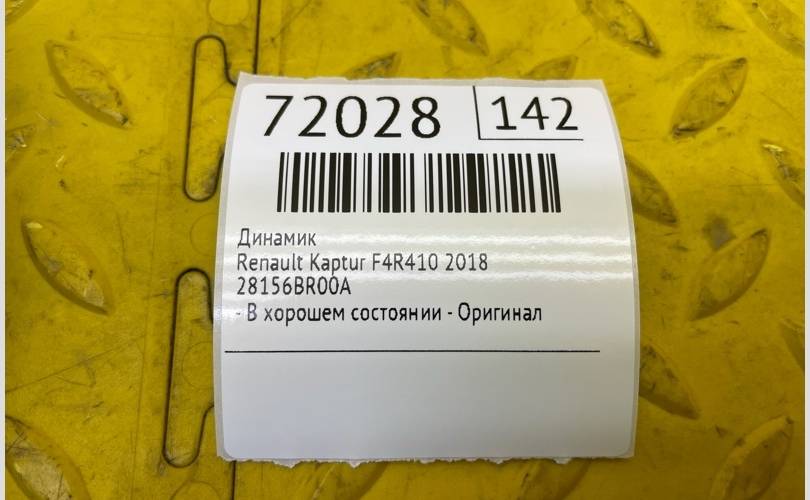 72028 142
Динамик
Renault Kaptur F4R410 2018
28156BR00A
- В хорошем состоянии - Оригинал